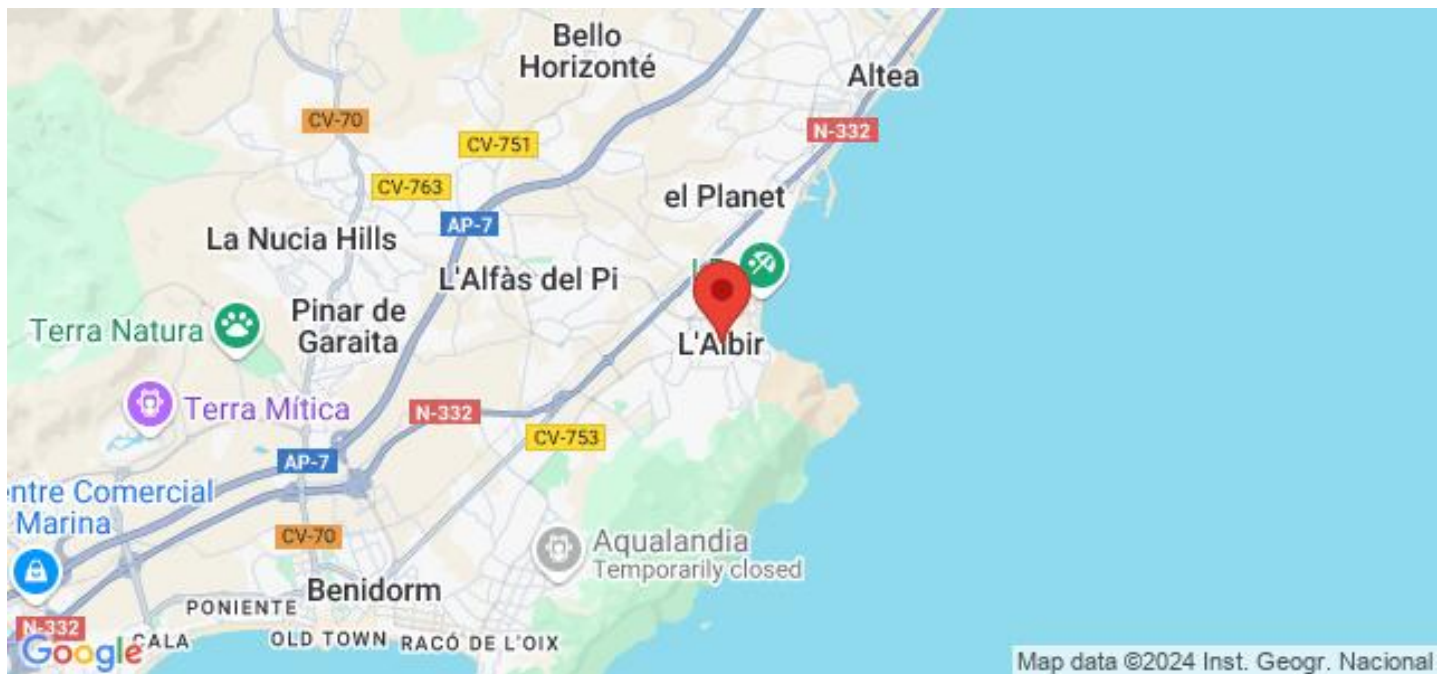 Bello
Horizonté
Altea
CV-70
N-332
CV-751
CV-763
el Planet
AP-7
La Nucia Hills
L'Alfàs del Pi
Pinar de
Garaita
Terra Natura
L'Albir
Terra Mítica
N-332
CV-753
AP-7
entre Comercial
Marina
CV-70
Aqualandia
Temporarily closed
Benidorm
PONIENTE
N-332
CALA
OLD TOWN
RACÓ DE L'OIX
Google
Map data ©2024 Inst. Geogr. Nacional